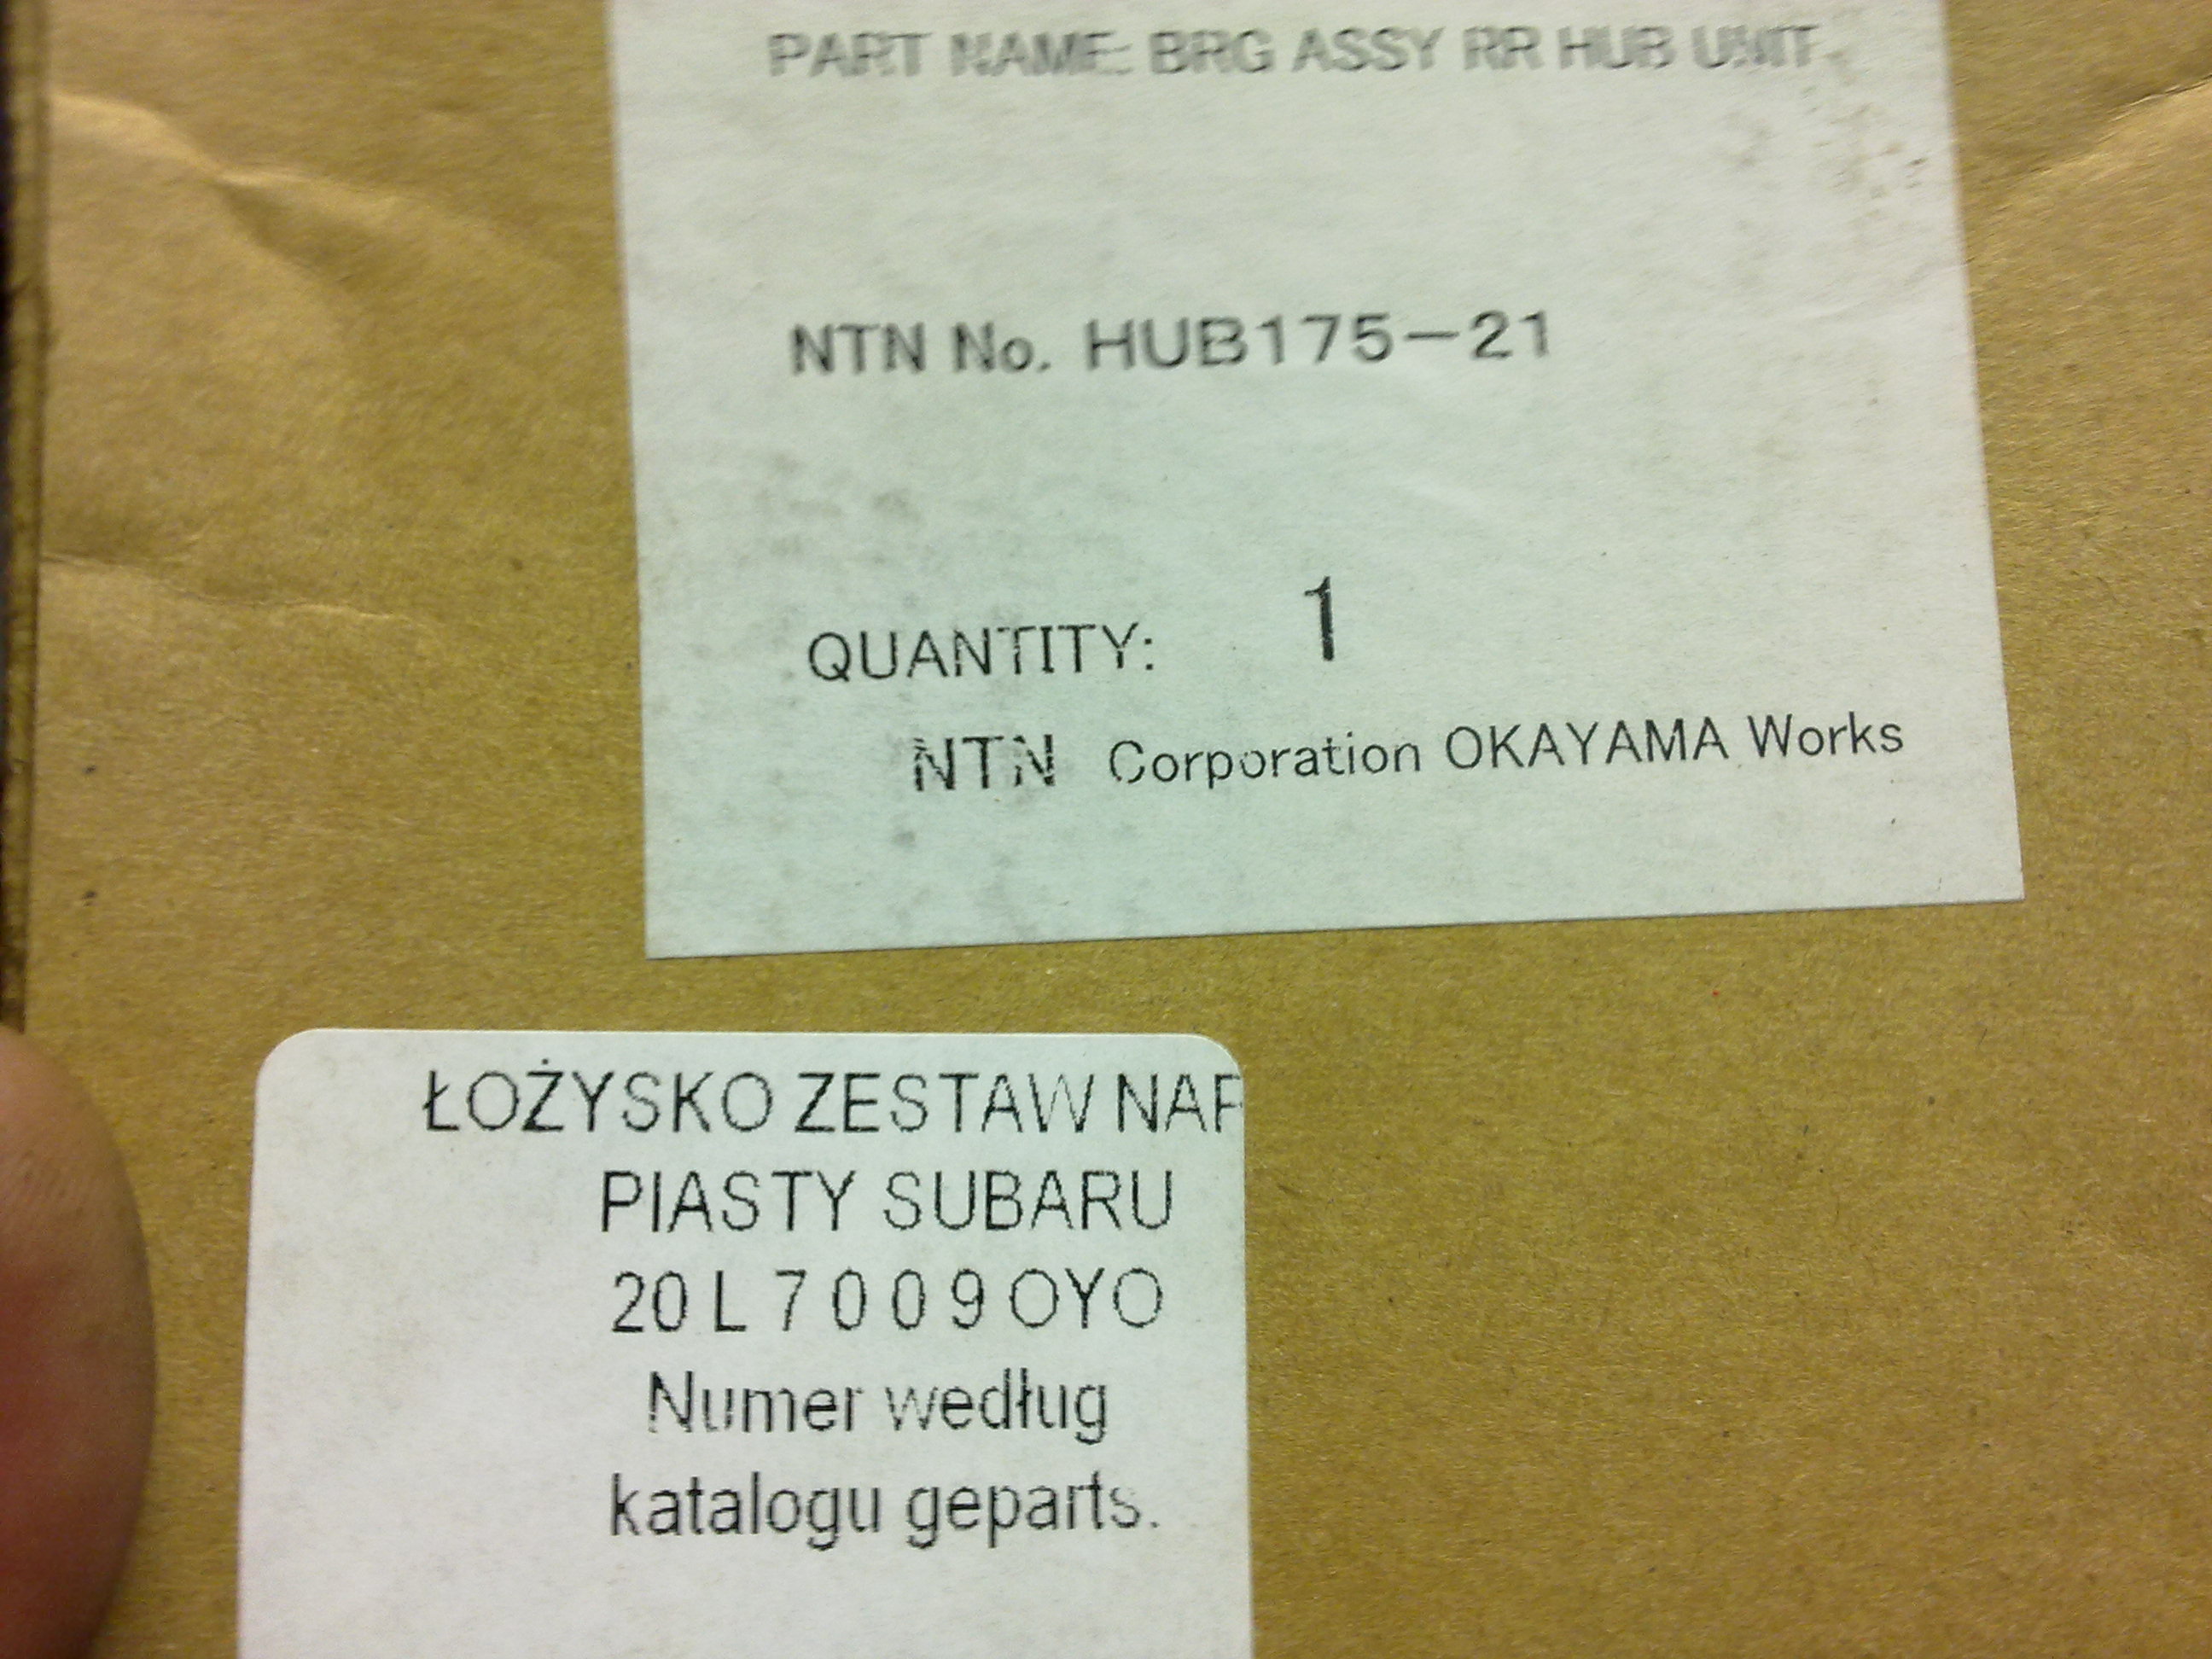 PART NAME: BRG ASSY RR HUB UNIT
NTN No. HUB175-21
QUANTITY: 1
NTN Corporation OKAYAMA Works
ŁOŻYSKO ZESTAW
PIASTY SUBARU
20 L 7 0 0 9 OYO
Numer według
katalogu geparts.